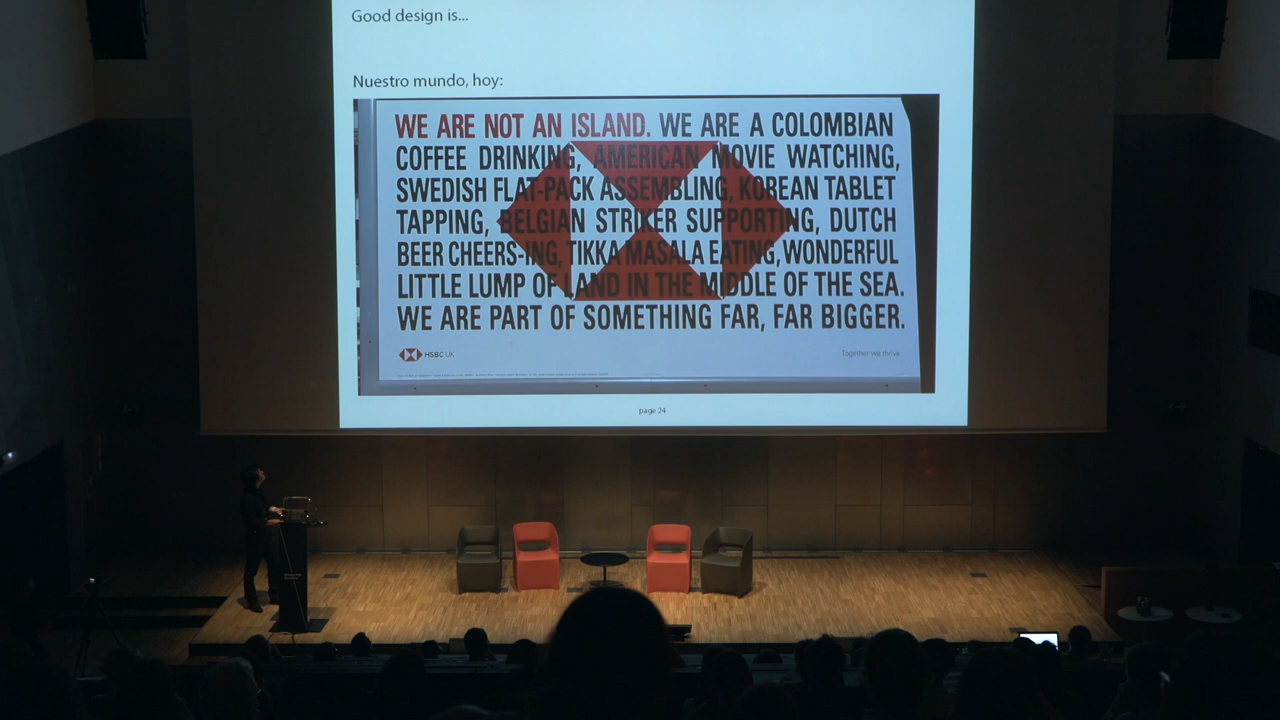 Good design is...
Nuestro mundo, hoy:
WE ARE NOT AN ISLAND. WE ARE A COLOMBIAN
COFFEE DRINKING, AMERICAN MOVIE WATCHING,
SWEDISH FLAT-PACK ASSEMBLING, KOREAN TABLET
TAPPING, BELGIAN STRIKER SUPPORTING, DUTCH
BEER CHEERS-ING, TIKKA MASALA EATING, WONDERFUL
LITTLE LUMP OF LAND IN THE MIDDLE OF THE SEA.
WE ARE PART OF SOMETHING FAR, FAR BIGGER.
HSBC UK
Together we thrive
page 24